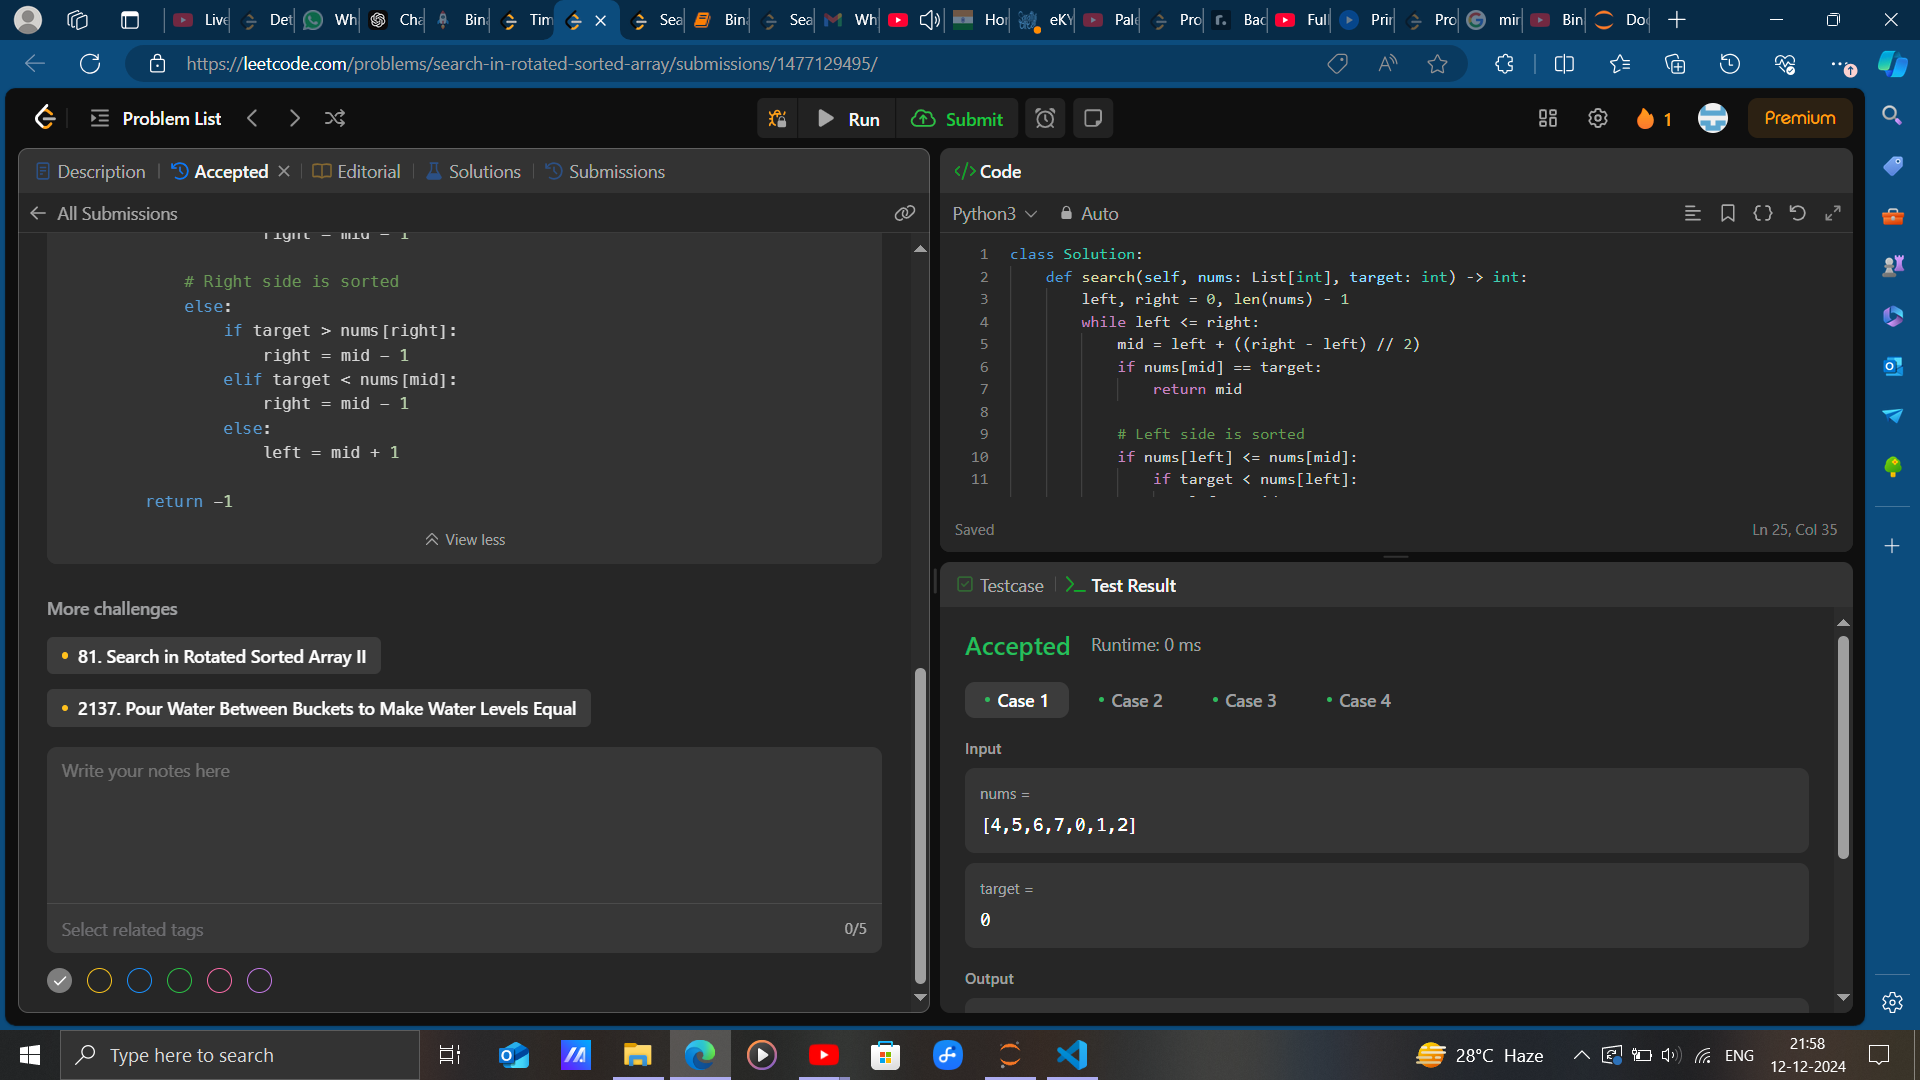 Live
Det
Wh
Cha
Bin
Tim
Sea
Bina
Sea
Wh
Hor
eKY
Pale
Pro
Bac
Full
Prir
Pro
mir
Bin
Doc
https://leetcode.com/problems/search-in-rotated-sorted-array/submissions/1477129495/
Problem List
Run
Submit
1
Premium
Description
Accepted
Editorial
Solutions
Submissions
All Submissions
right = mid - 1
# Right side is sorted
else:
if target > nums[right]:
right = mid - 1
elif target < nums[mid]:
right = mid - 1
else:
left = mid + 1
return -1
View less
More challenges
81. Search in Rotated Sorted Array II
2137. Pour Water Between Buckets to Make Water Levels Equal
Write your notes here
Select related tags
0/5
</> Code
Python3
Auto
1 class Solution:
2 def search(self, nums: List[int], target: int) -> int:
3 left, right = 0, len(nums) - 1
4 while left <= right:
5 mid = left + ((right - left) // 2)
6 if nums[mid] == target:
7 return mid
8
9 # Left side is sorted
10 if nums[left] <= nums[mid]:
11 if target < nums[left]:
Saved
Ln 25, Col 35
Testcase
Test Result
Accepted
Runtime: 0 ms
Case 1
Case 2
Case 3
Case 4
Input
nums =
[4,5,6,7,0,1,2]
target =
0
Output
Type here to search
28°C Haze
ENG
21:58
12-12-2024